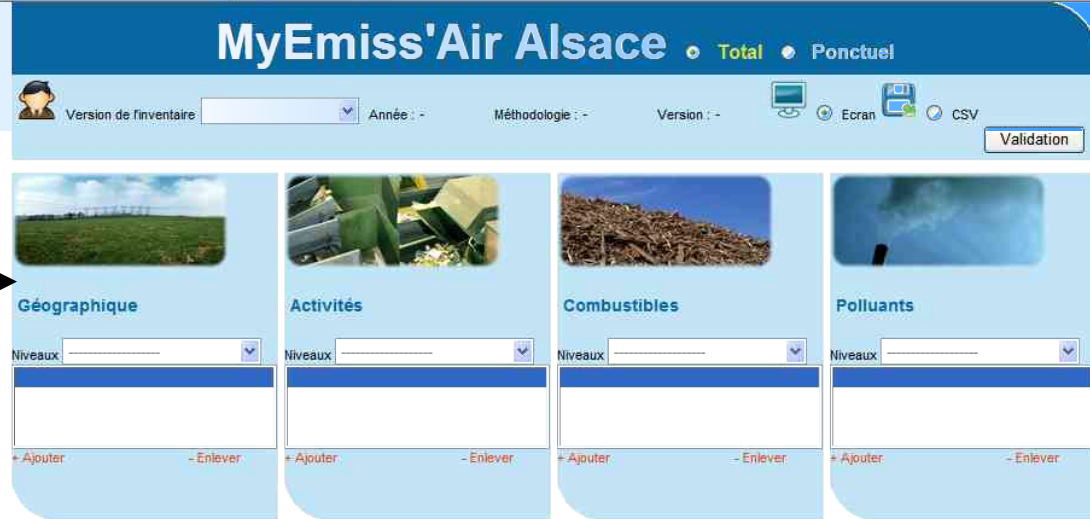 MyEmiss'Air Alsace Total Ponctuel
Version de l'inventaire Année : - Méthodologie : - Version : - Ecran CSV
Validation
Géographique Activités Combustibles Polluants
Niveaux -------------------- Niveaux -------------------- Niveaux -------------------- Niveaux --------------------
+ Ajouter - Enlever + Ajouter - Enlever + Ajouter - Enlever + Ajouter - Enlever